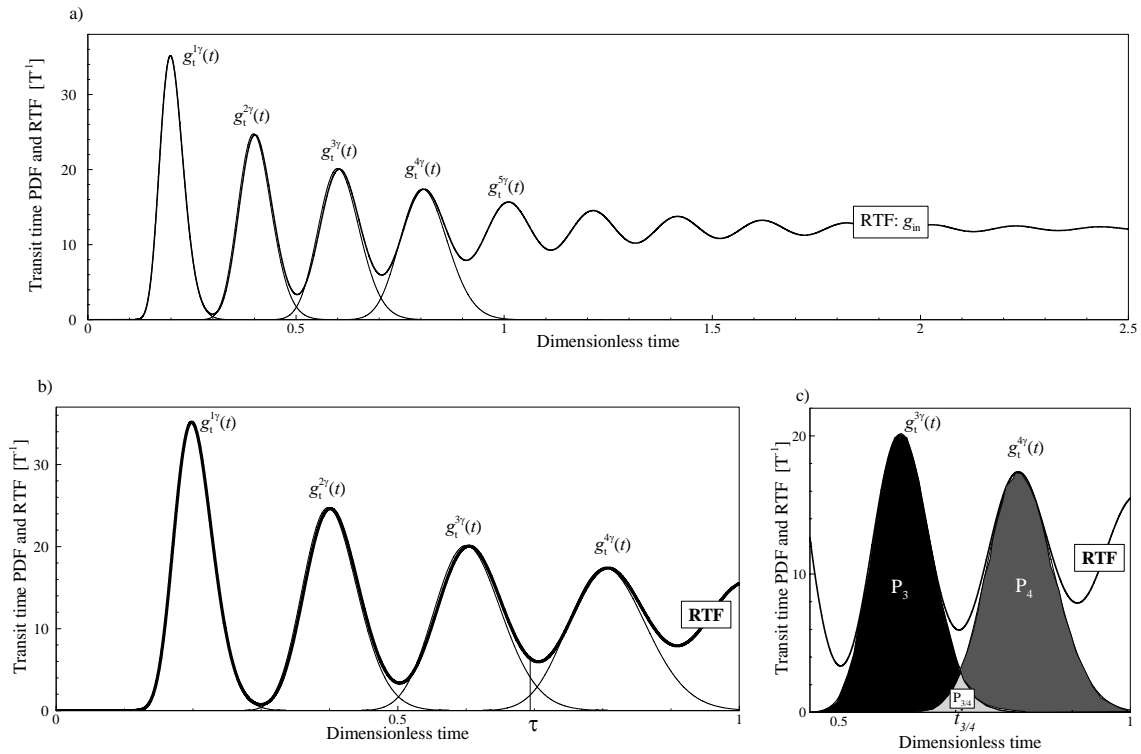 a)
Transit time PDF and RTF [T⁻¹]
30
20
10
0
g_t^{1γ}(t)
g_t^{2γ}(t)
g_t^{3γ}(t)
g_t^{4γ}(t)
g_t^{5γ}(t)
RTF: g_in
0 0.5 1 1.5 2 2.5
Dimensionless time
b)
Transit time PDF and RTF [T⁻¹]
30
20
10
0
g_t^{1γ}(t)
g_t^{2γ}(t)
g_t^{3γ}(t)
g_t^{4γ}(t)
RTF
0 0.5 τ 1
Dimensionless time
c)
Transit time PDF and RTF [T⁻¹]
20
10
0
g_t^{3γ}(t)
g_t^{4γ}(t)
RTF
P₃ P₄
P_{3/4}
0.5 t_{3/4} 1
Dimensionless time